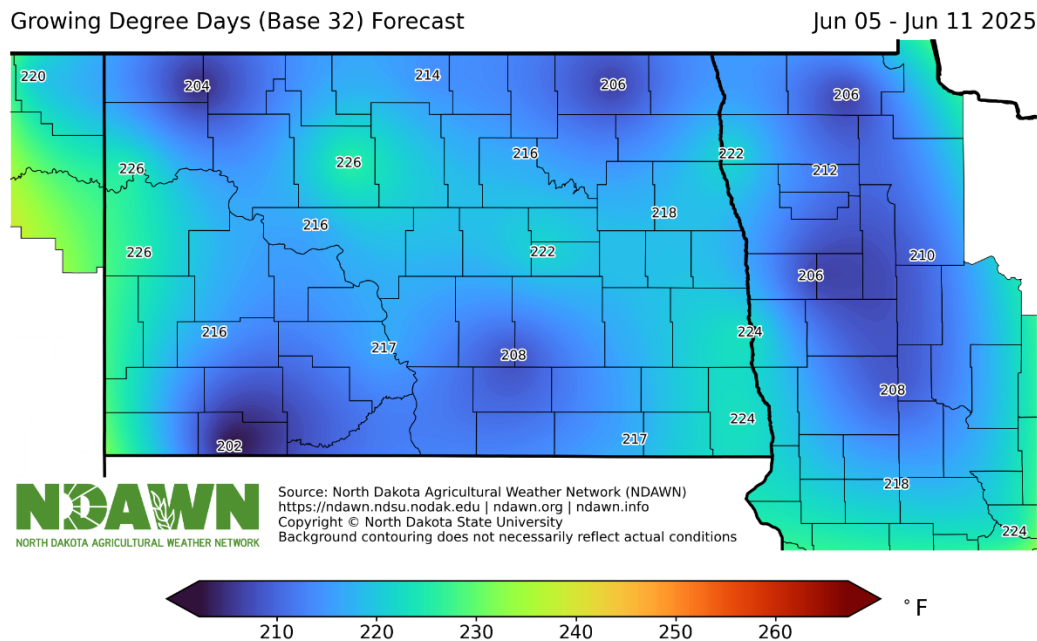 Growing Degree Days (Base 32) Forecast Jun 05 - Jun 11 2025
220 204 214 206 206
226 226 216 222 212
216 218
226 222 210
206
216 217 208 224
208
202 217 224
218
224
NDAWN
NORTH DAKOTA AGRICULTURAL WEATHER NETWORK
Source: North Dakota Agricultural Weather Network (NDAWN)
https://ndawn.ndsu.nodak.edu | ndawn.org | ndawn.info
Copyright © North Dakota State University
Background contouring does not necessarily reflect actual conditions
210 220 230 240 250 260
°F